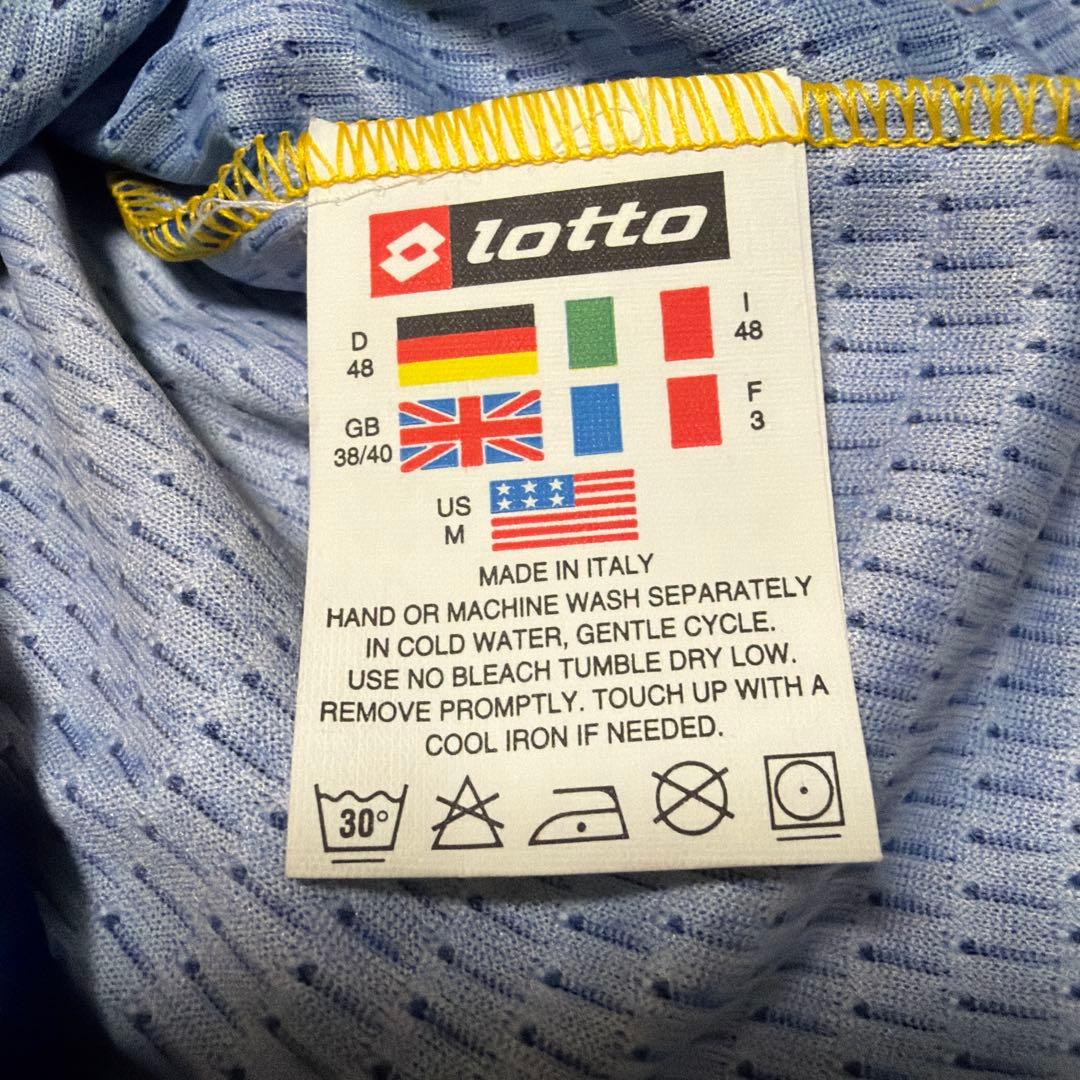 lotto
D
48
I
48
GB
38/40
F
3
US
M
MADE IN ITALY
HAND OR MACHINE WASH SEPARATELY
IN COLD WATER, GENTLE CYCLE.
USE NO BLEACH TUMBLE DRY LOW.
REMOVE PROMPTLY. TOUCH UP WITH A
COOL IRON IF NEEDED.
30°